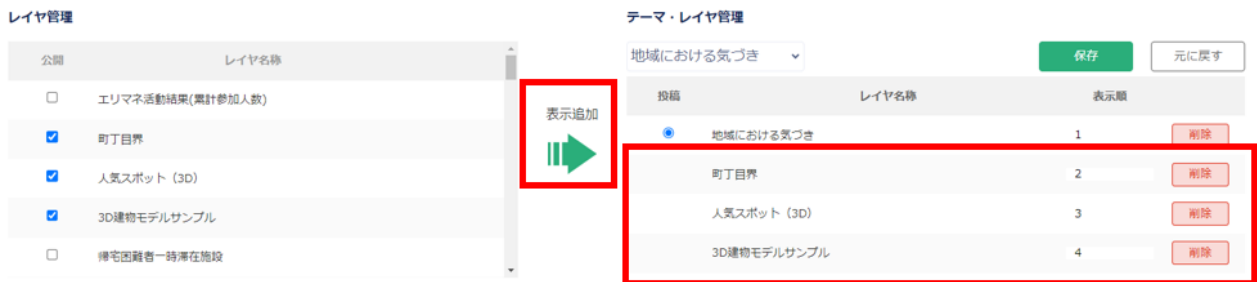 レイヤ管理
公開 レイヤ名称
エリマネ活動結果(累計参加人数)
町丁目界
人気スポット（3D）
3D建物モデルサンプル
帰宅困難者一時滞在施設
表示追加
テーマ・レイヤ管理
地域における気づき 保存 元に戻す
投稿 レイヤ名称 表示順
地域における気づき 1 削除
町丁目界 2 削除
人気スポット（3D） 3 削除
3D建物モデルサンプル 4 削除